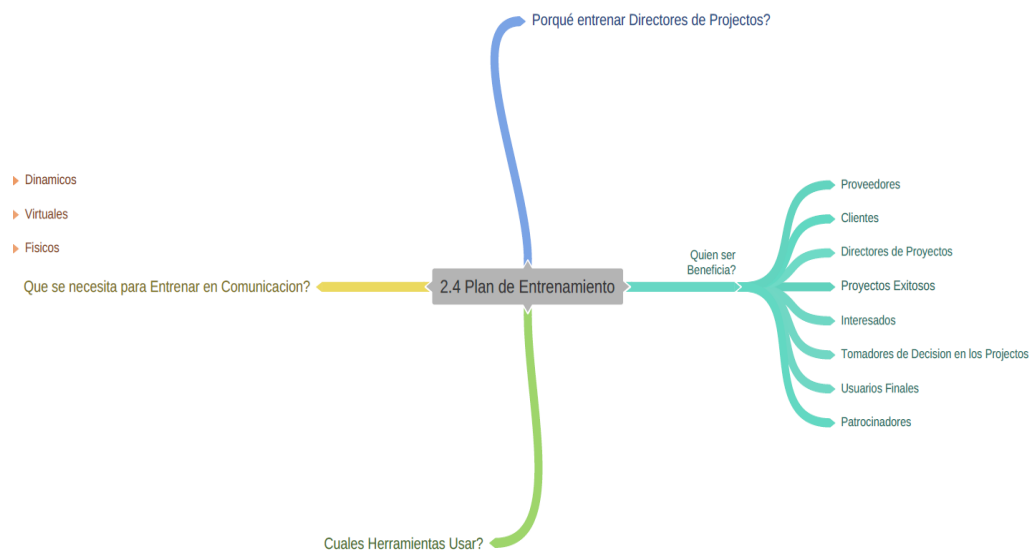 Porqué entrenar Directores de Projectos?
Dinamicos
Virtuales
Fisicos
Que se necesita para Entrenar en Comunicacion?
2.4 Plan de Entrenamiento
Quien ser
Beneficia?
Proveedores
Clientes
Directores de Proyectos
Proyectos Exitosos
Interesados
Tomadores de Decision en los Projectos
Usuarios Finales
Patrocinadores
Cuales Herramientas Usar?